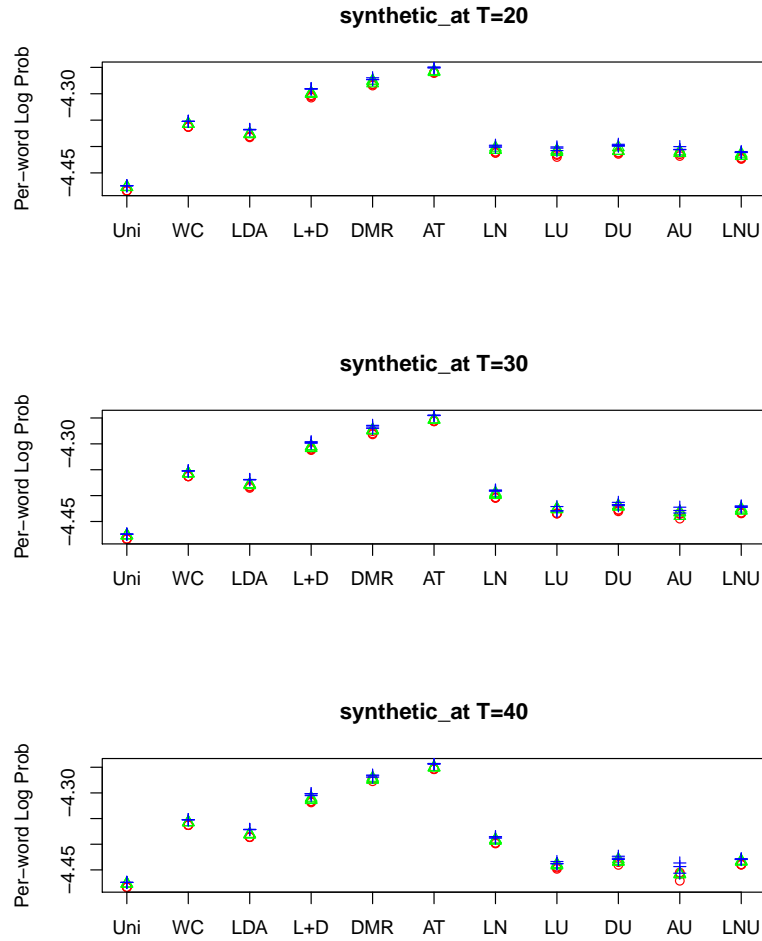 synthetic_at T=20
Per−word Log Prob
−4.30
−4.45
Uni WC LDA L+D DMR AT LN LU DU AU LNU
synthetic_at T=30
Per−word Log Prob
−4.30
−4.45
Uni WC LDA L+D DMR AT LN LU DU AU LNU
synthetic_at T=40
Per−word Log Prob
−4.30
−4.45
Uni WC LDA L+D DMR AT LN LU DU AU LNU